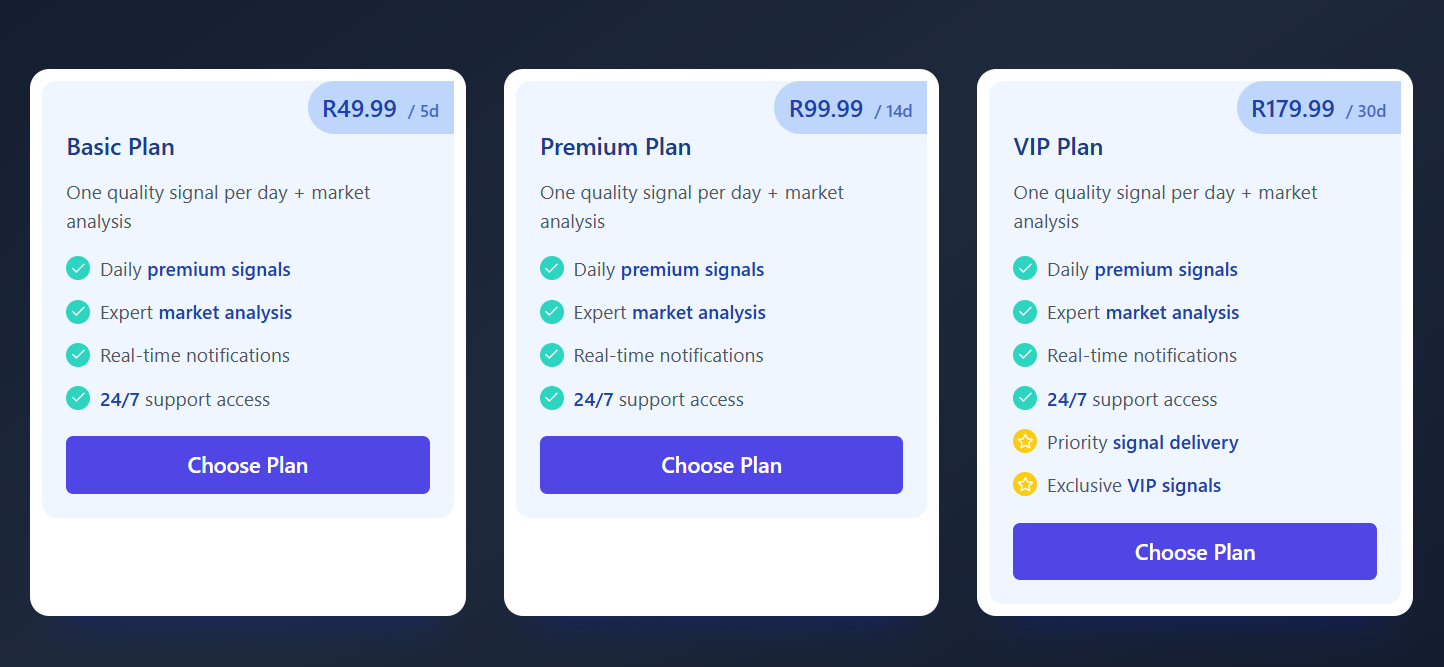 R49.99 / 5d
Basic Plan
One quality signal per day + market
analysis
Daily premium signals
Expert market analysis
Real-time notifications
24/7 support access
Choose Plan
R99.99 / 14d
Premium Plan
One quality signal per day + market
analysis
Daily premium signals
Expert market analysis
Real-time notifications
24/7 support access
Choose Plan
R179.99 / 30d
VIP Plan
One quality signal per day + market
analysis
Daily premium signals
Expert market analysis
Real-time notifications
24/7 support access
Priority signal delivery
Exclusive VIP signals
Choose Plan